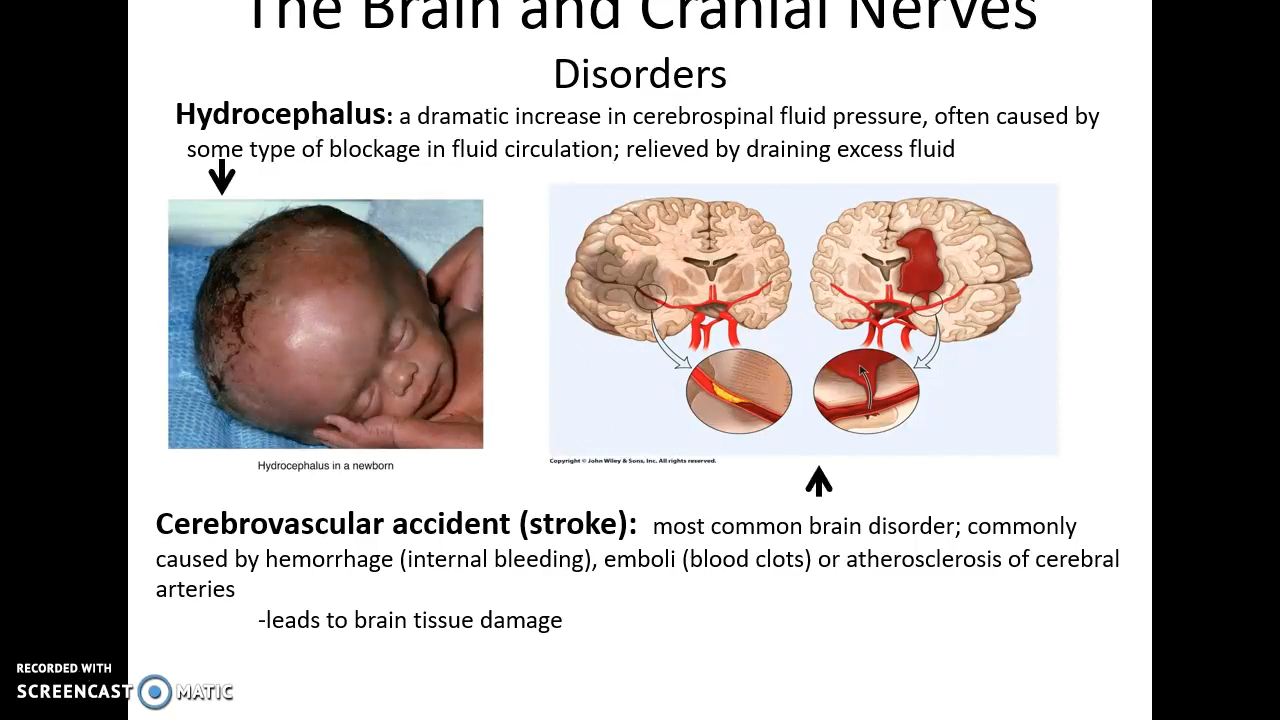 The Brain and Cranial Nerves
Disorders
Hydrocephalus: a dramatic increase in cerebrospinal fluid pressure, often caused by
some type of blockage in fluid circulation; relieved by draining excess fluid
Hydrocephalus in a newborn
Copyright © John Wiley & Sons, Inc. All rights reserved.
Cerebrovascular accident (stroke): most common brain disorder; commonly
caused by hemorrhage (internal bleeding), emboli (blood clots) or atherosclerosis of cerebral
arteries
-leads to brain tissue damage
RECORDED WITH
SCREENCAST MATIC